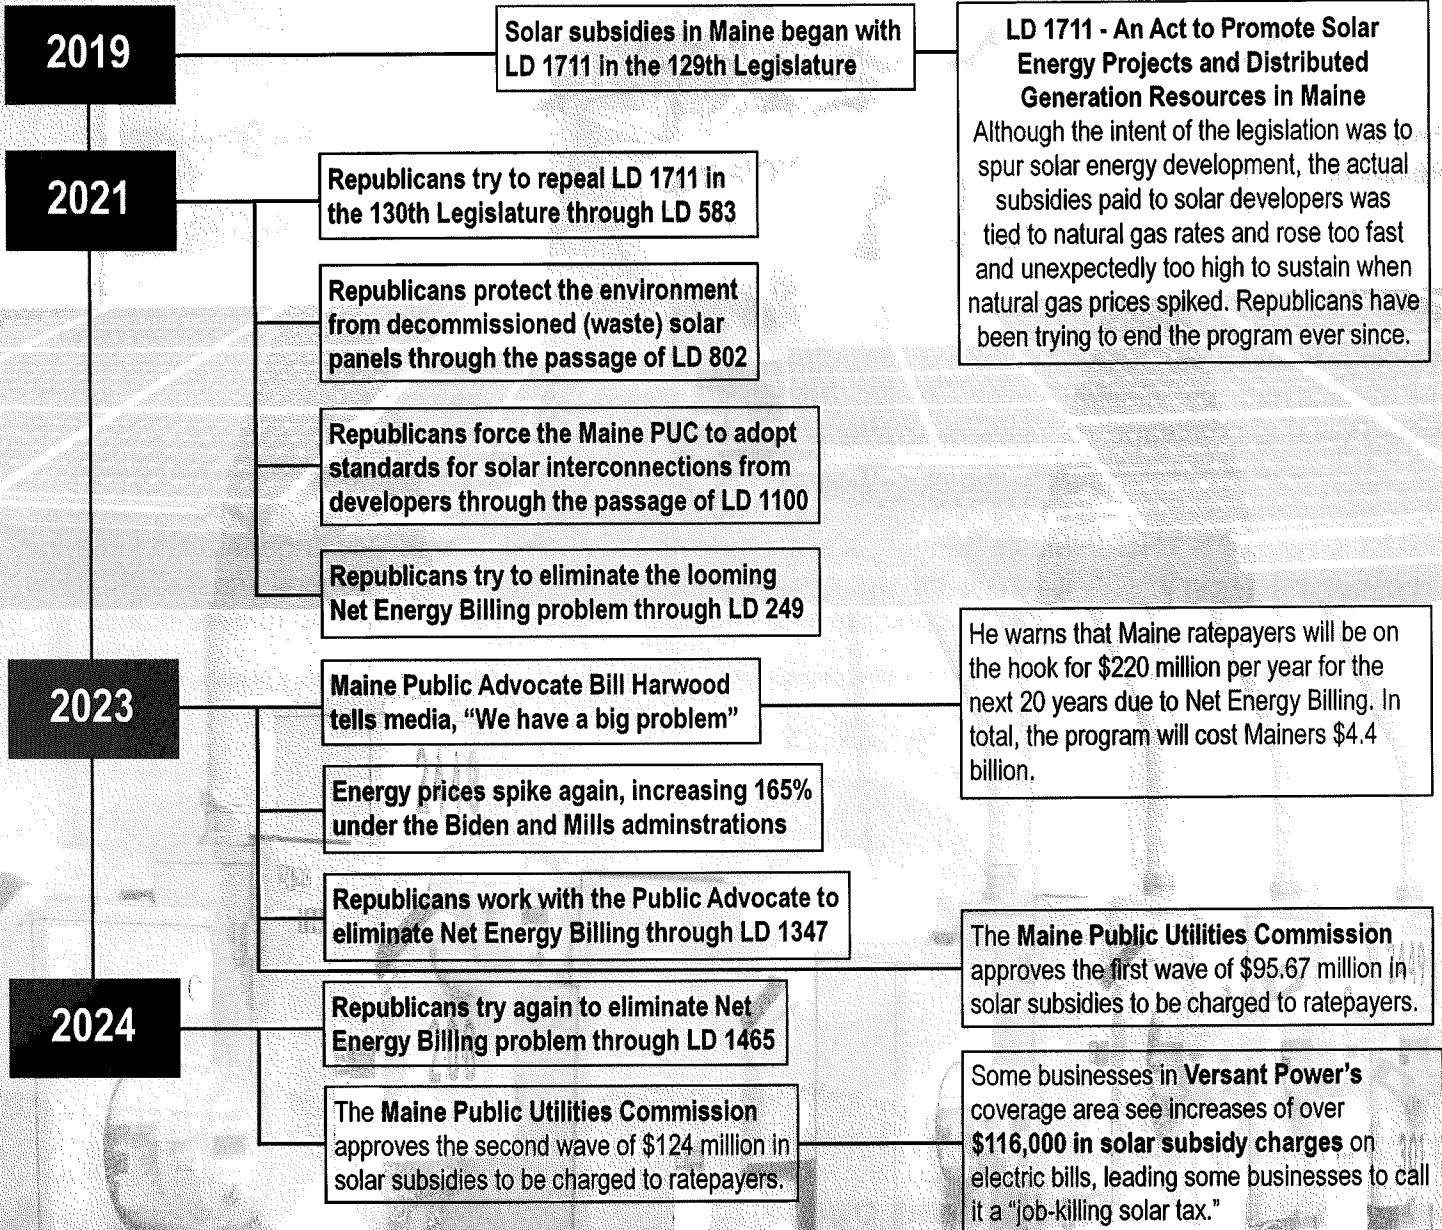 2019
Solar subsidies in Maine began with
LD 1711 in the 129th Legislature
LD 1711 - An Act to Promote Solar
Energy Projects and Distributed
Generation Resources in Maine
Although the intent of the legislation was to
spur solar energy development, the actual
subsidies paid to solar developers was
tied to natural gas rates and rose too fast
and unexpectedly too high to sustain when
natural gas prices spiked. Republicans have
been trying to end the program ever since.
2021
Republicans try to repeal LD 1711 in
the 130th Legislature through LD 583
Republicans protect the environment
from decommissioned (waste) solar
panels through the passage of LD 802
Republicans force the Maine PUC to adopt
standards for solar interconnections from
developers through the passage of LD 1100
Republicans try to eliminate the looming
Net Energy Billing problem through LD 249
2023
Maine Public Advocate Bill Harwood
tells media, “We have a big problem”
He warns that Maine ratepayers will be on
the hook for $220 million per year for the
next 20 years due to Net Energy Billing. In
total, the program will cost Mainers $4.4
billion.
Energy prices spike again, increasing 165%
under the Biden and Mills adminstrations
Republicans work with the Public Advocate to
eliminate Net Energy Billing through LD 1347
The Maine Public Utilities Commission
approves the first wave of $95.67 million in
solar subsidies to be charged to ratepayers.
2024
Republicans try again to eliminate Net
Energy Billing problem through LD 1465
The Maine Public Utilities Commission
approves the second wave of $124 million in
solar subsidies to be charged to ratepayers.
Some businesses in Versant Power’s
coverage area see increases of over
$116,000 in solar subsidy charges on
electric bills, leading some businesses to call
it a “job-killing solar tax.”